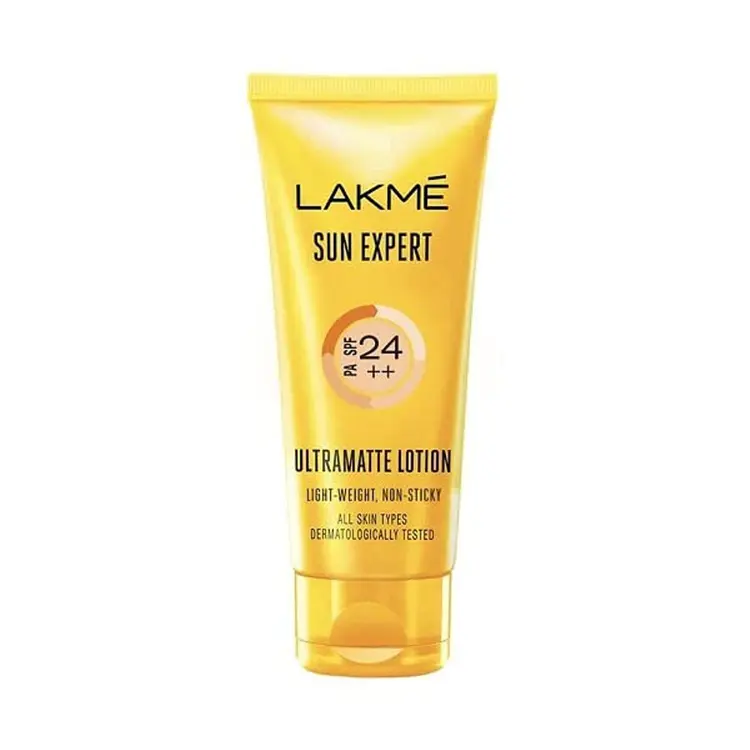 LAKMÉ
SUN EXPERT
SPF 24
PA ++
ULTRAMATTE LOTION
LIGHT-WEIGHT, NON-STICKY
ALL SKIN TYPES
DERMATOLOGICALLY TESTED